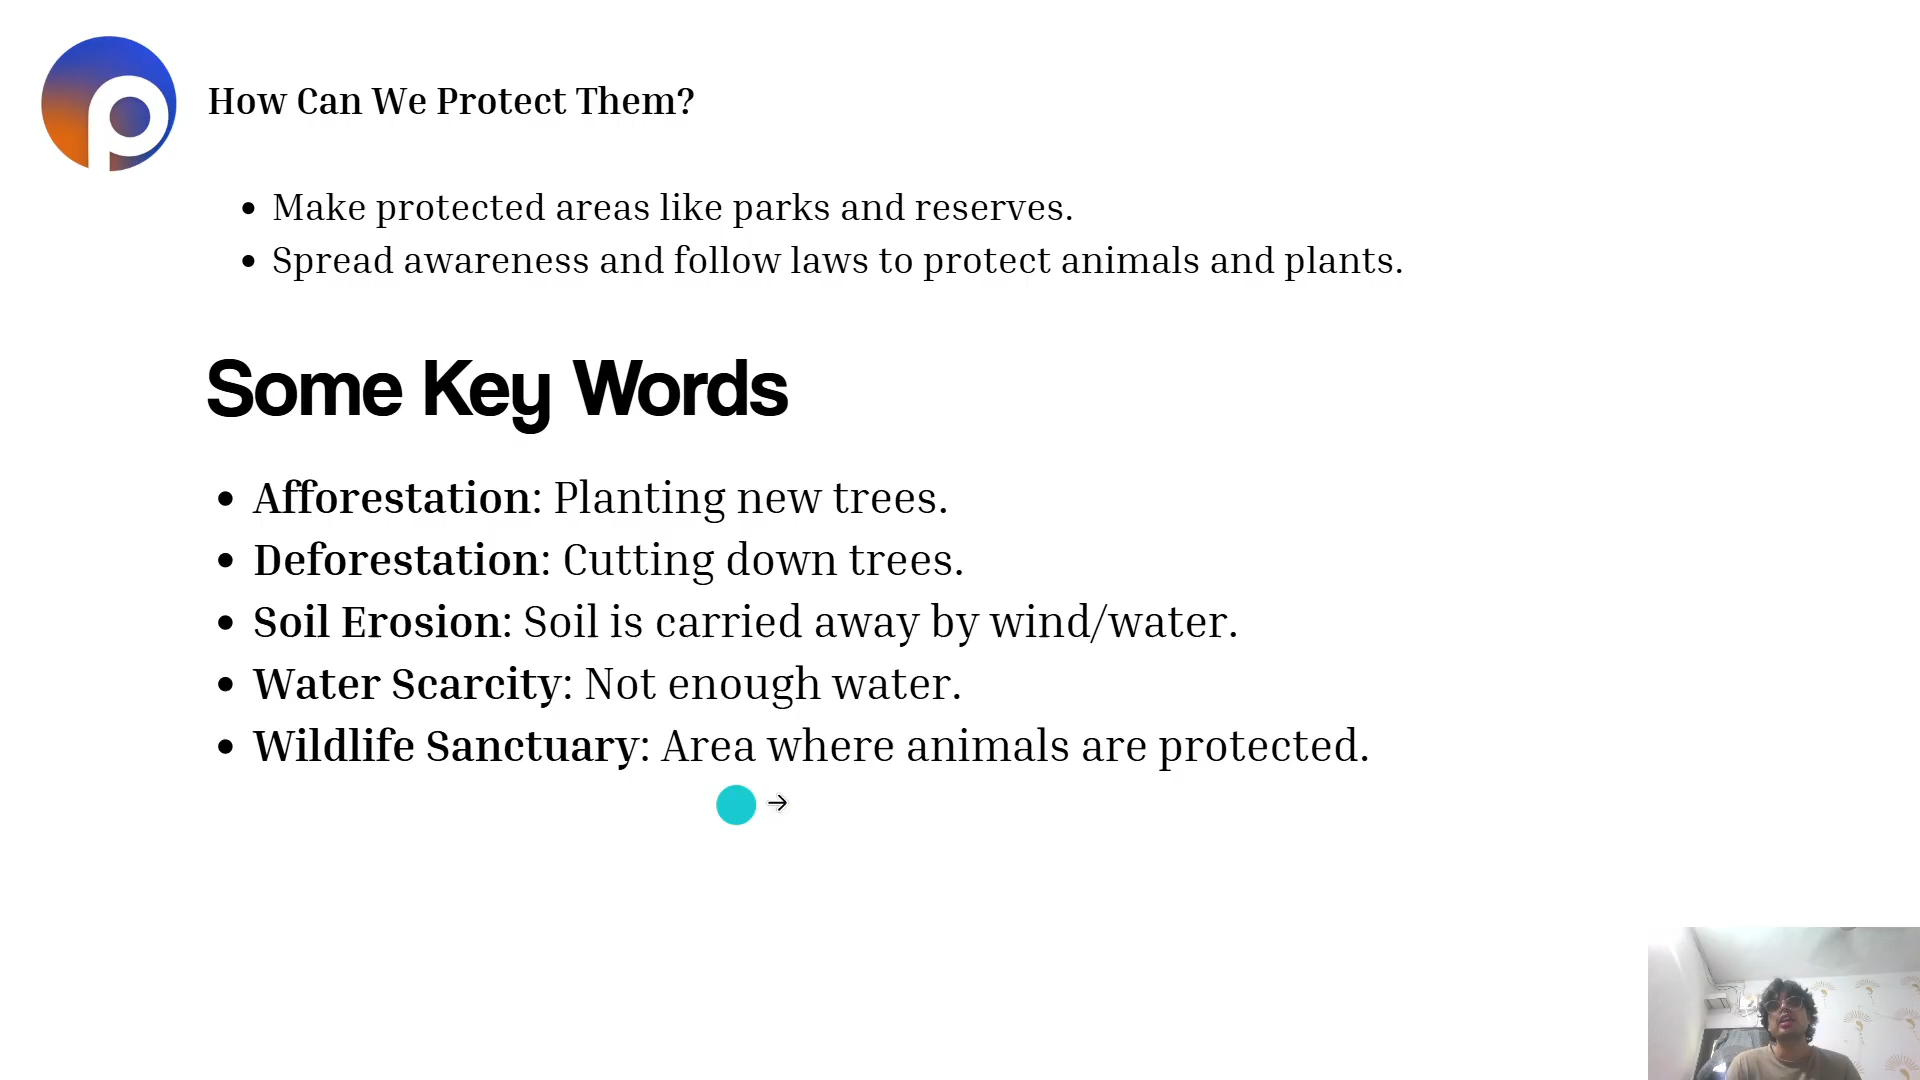 How Can We Protect Them?
• Make protected areas like parks and reserves.
• Spread awareness and follow laws to protect animals and plants.
Some Key Words
• Afforestation: Planting new trees.
• Deforestation: Cutting down trees.
• Soil Erosion: Soil is carried away by wind/water.
• Water Scarcity: Not enough water.
• Wildlife Sanctuary: Area where animals are protected.